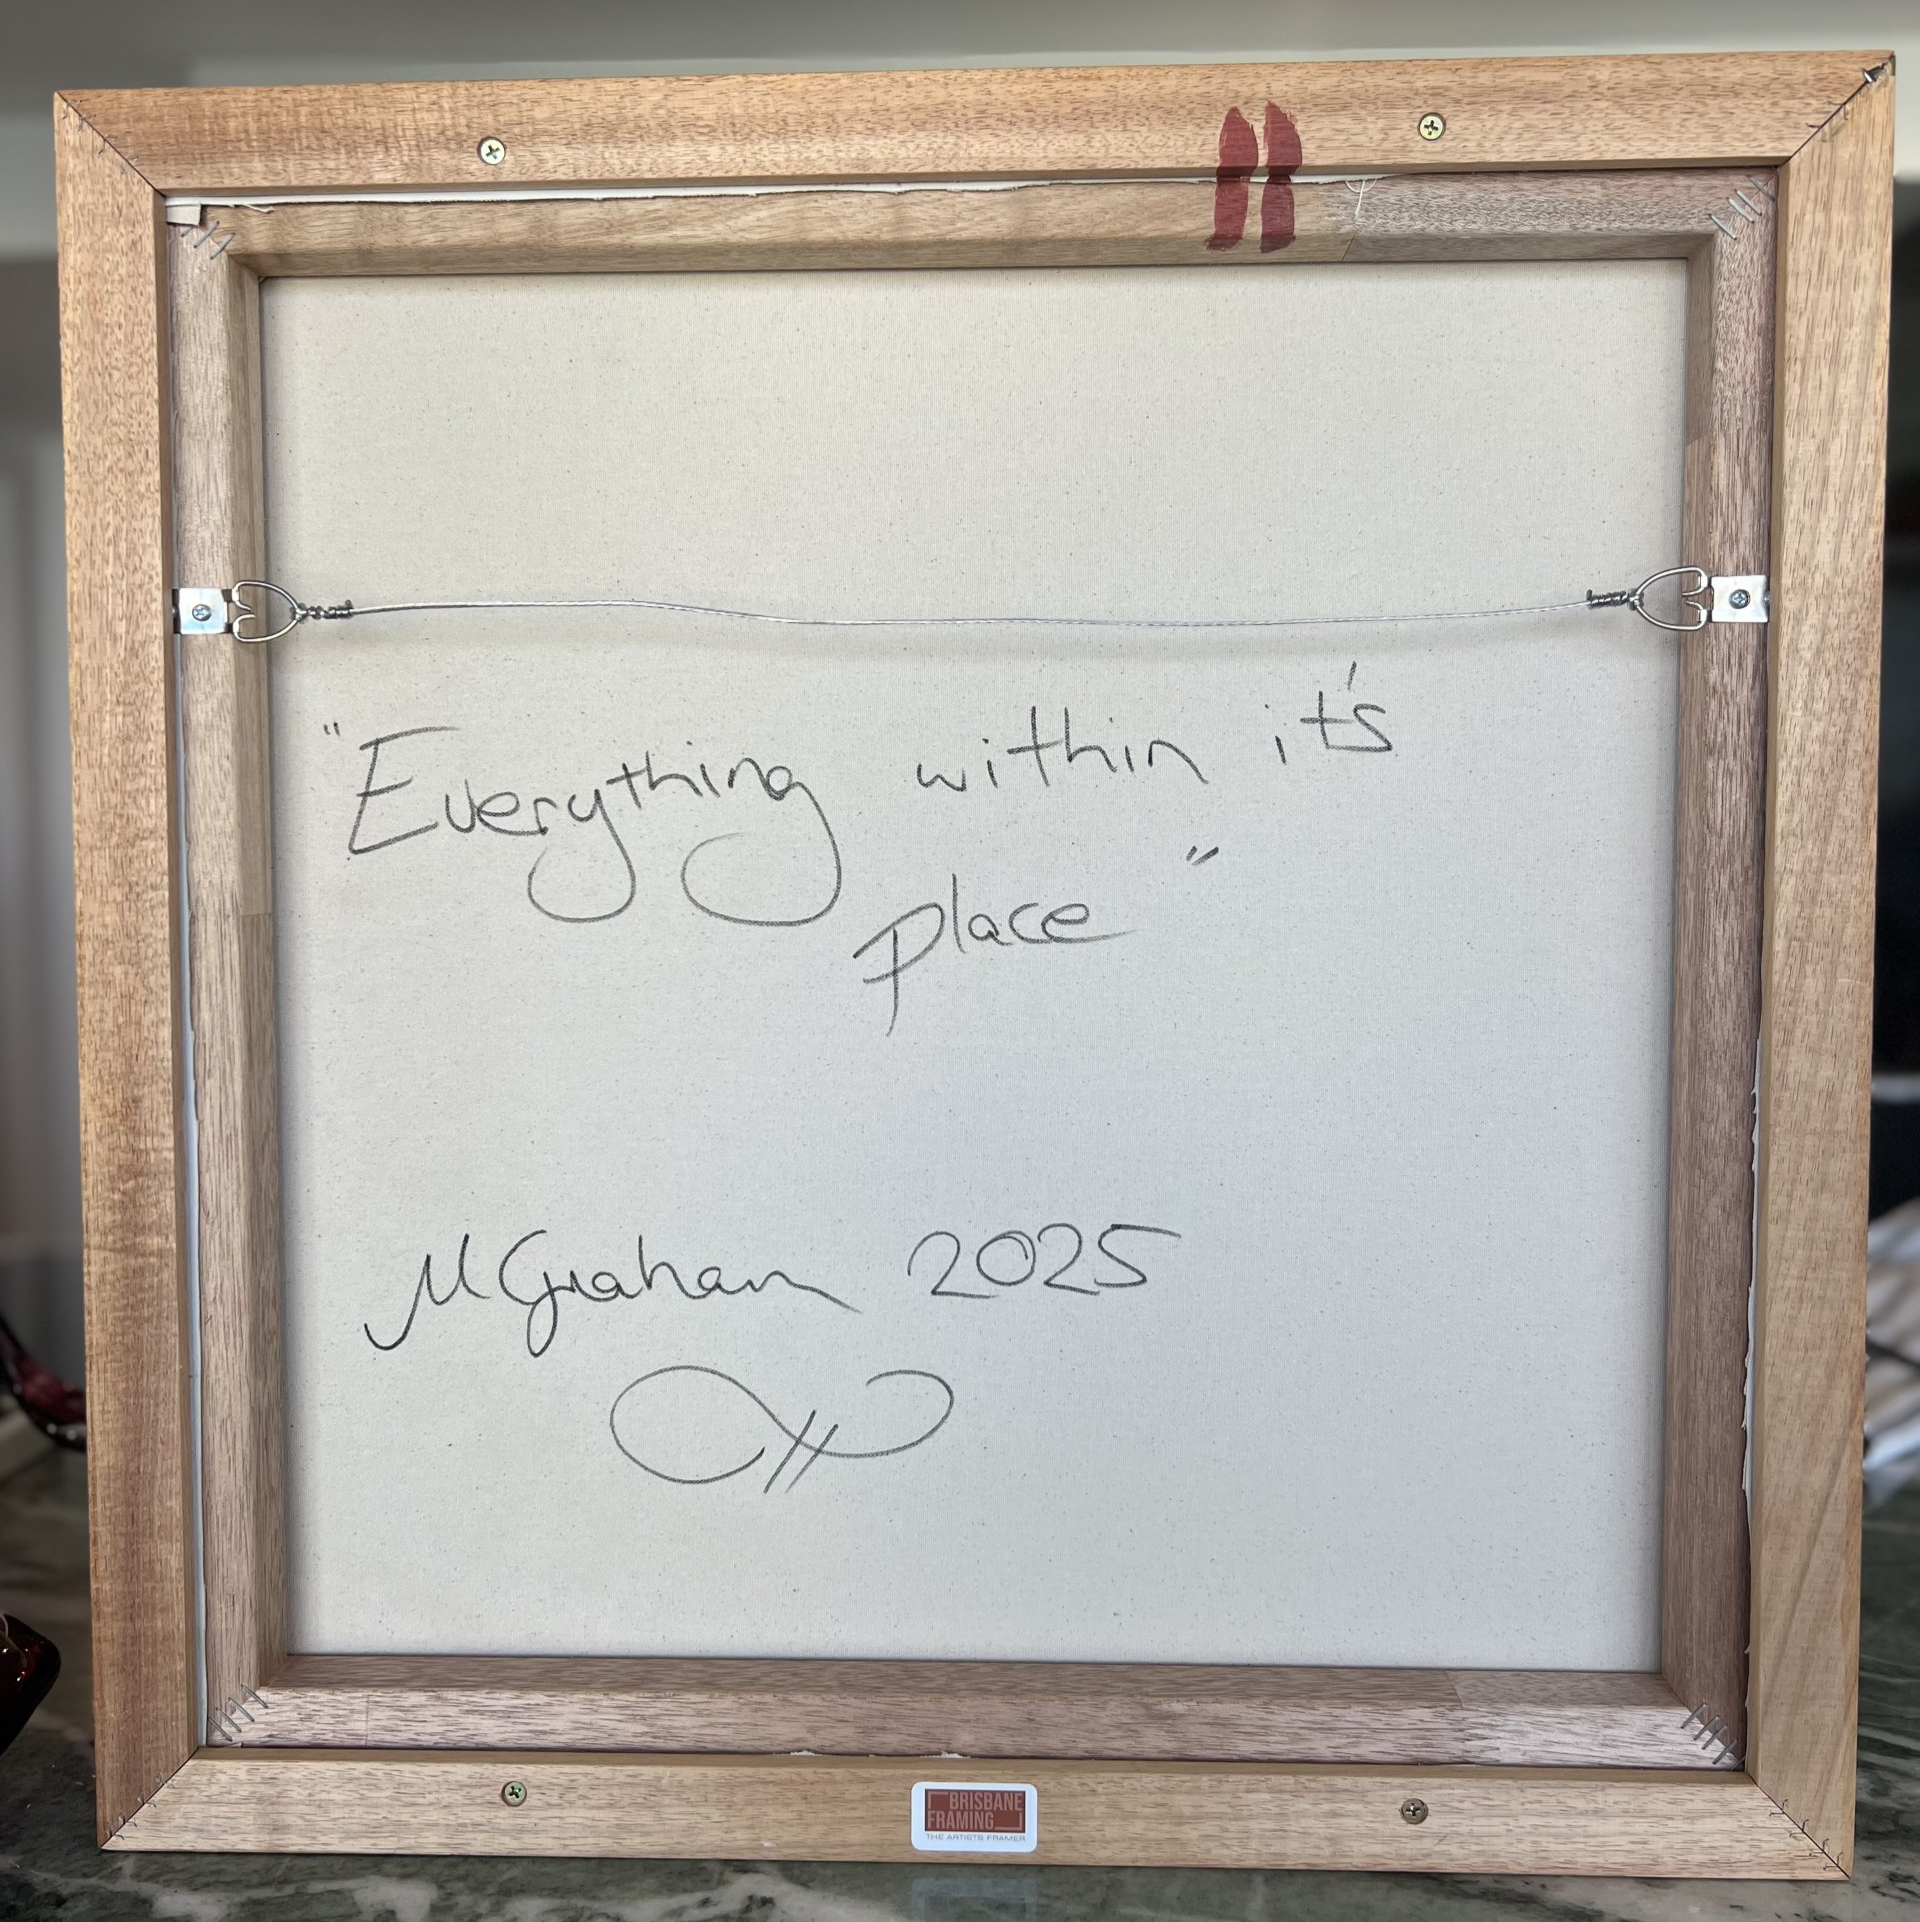 "Everything within it's
place"
M Graham 2025
BRISBANE
FRAMING
THE ARTISTS FRAMER